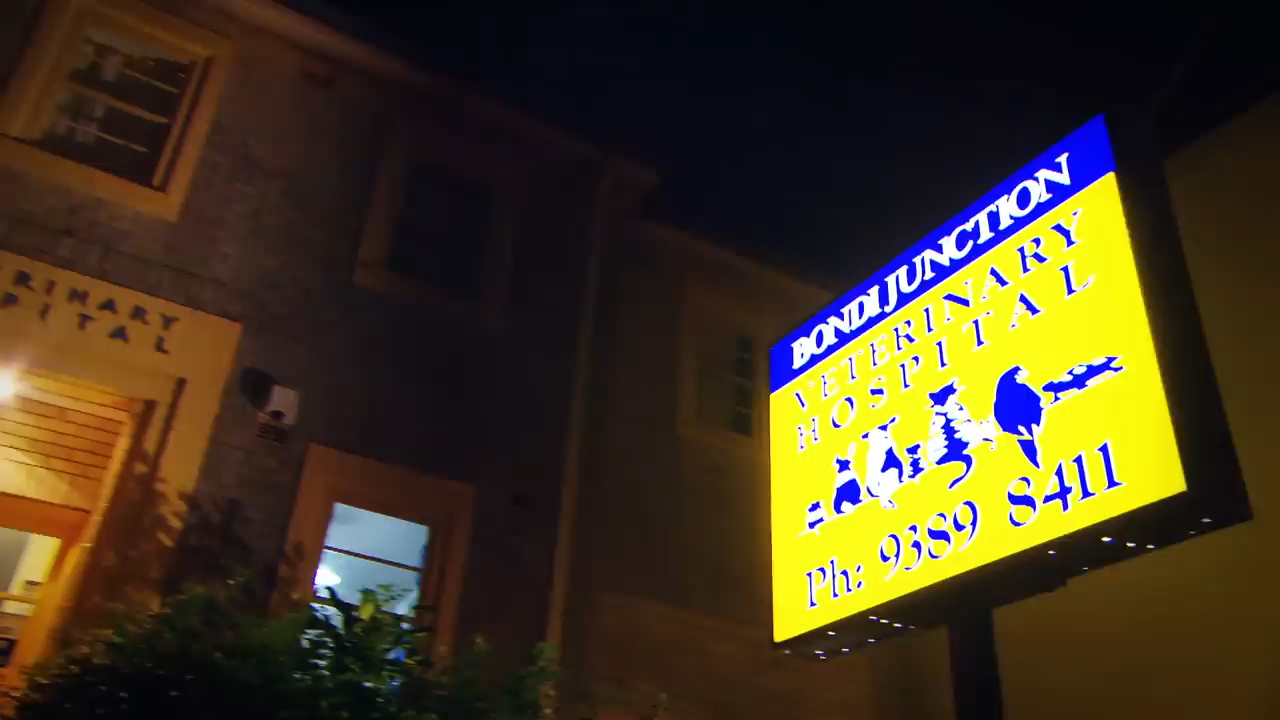 RINARY
PITAL
BONDI JUNCTION
VETERINARY
HOSPITAL
Ph: 9389 8411